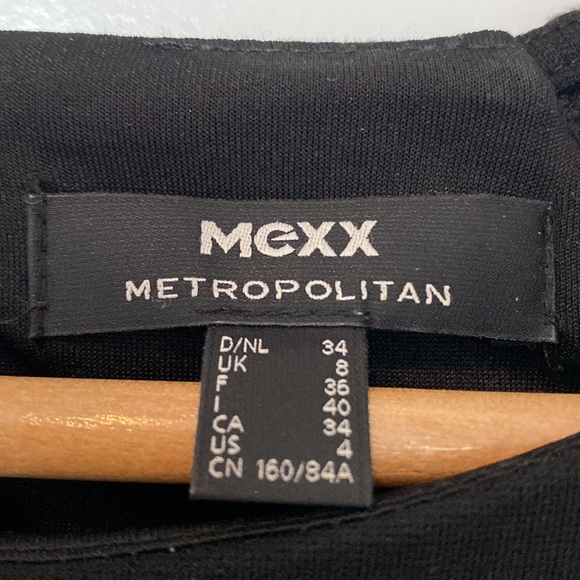 Mexx
METROPOLITAN
D/NL 34
UK 8
F 36
I 40
CA 34
US 4
CN 160/84A